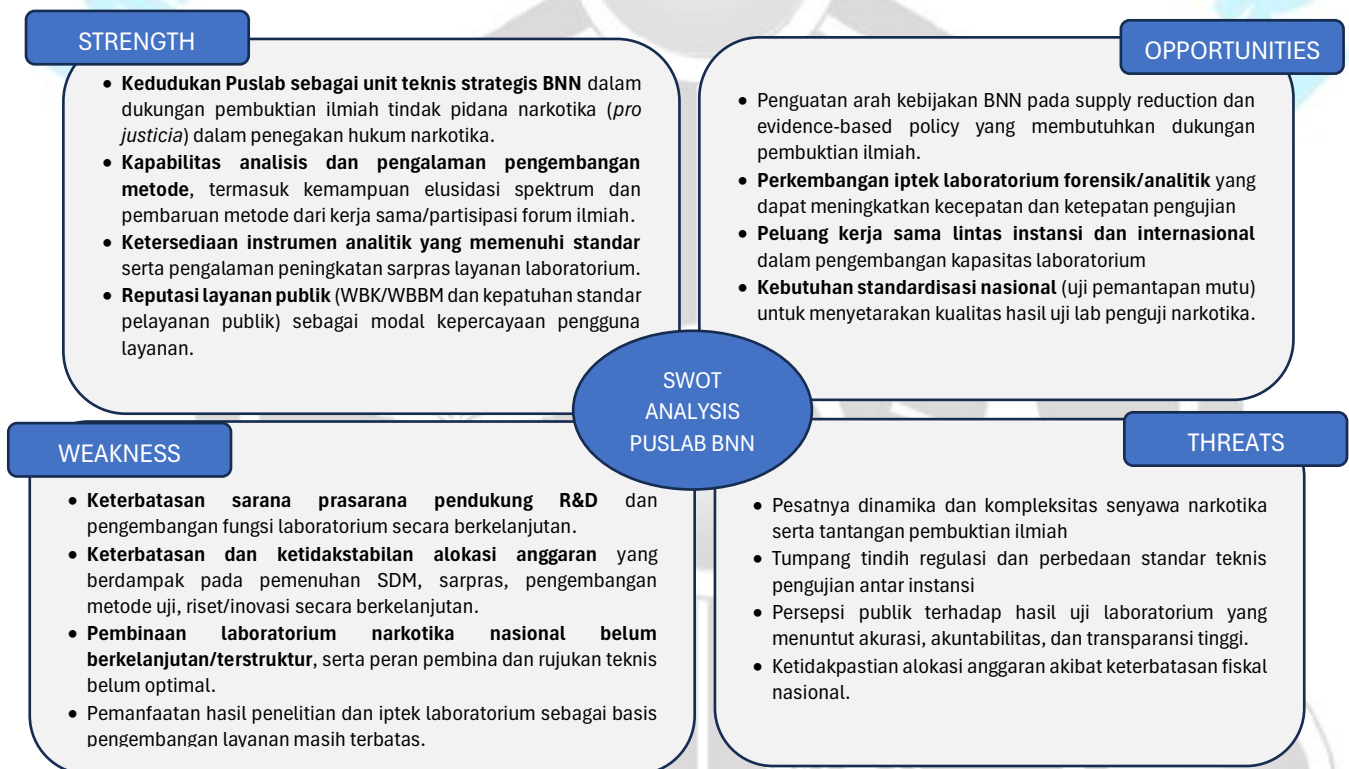 STRENGTH
• Kedudukan Puslab sebagai unit teknis strategis BNN dalam
dukungan pembuktian ilmiah tindak pidana narkotika (pro
justicia) dalam penegakan hukum narkotika.
• Kapabilitas analisis dan pengalaman pengembangan
metode, termasuk kemampuan elusidasi spektrum dan
pembaruan metode dari kerja sama/partisipasi forum ilmiah.
• Ketersediaan instrumen analitik yang memenuhi standar
serta pengalaman peningkatan sarpras layanan laboratorium.
• Reputasi layanan publik (WBK/WBBM dan kepatuhan standar
pelayanan publik) sebagai modal kepercayaan pengguna
layanan.
OPPORTUNITIES
• Penguatan arah kebijakan BNN pada supply reduction dan
evidence-based policy yang membutuhkan dukungan
pembuktian ilmiah.
• Perkembangan iptek laboratorium forensik/analitik yang
dapat meningkatkan kecepatan dan ketepatan pengujian
• Peluang kerja sama lintas instansi dan internasional
dalam pengembangan kapasitas laboratorium
• Kebutuhan standardisasi nasional (uji pemantapan mutu)
untuk menyetarakan kualitas hasil uji lab penguji narkotika.
SWOT
ANALYSIS
PUSLAB BNN
WEAKNESS
• Keterbatasan sarana prasarana pendukung R&D dan
pengembangan fungsi laboratorium secara berkelanjutan.
• Keterbatasan dan ketidakstabilan alokasi anggaran yang
berdampak pada pemenuhan SDM, sarpras, pengembangan
metode uji, riset/inovasi secara berkelanjutan.
• Pembinaan laboratorium narkotika nasional belum
berkelanjutan/terstruktur, serta peran pembina dan rujukan teknis
belum optimal.
• Pemanfaatan hasil penelitian dan iptek laboratorium sebagai basis
pengembangan layanan masih terbatas.
THREATS
• Pesatnya dinamika dan kompleksitas senyawa narkotika
serta tantangan pembuktian ilmiah
• Tumpang tindih regulasi dan perbedaan standar teknis
pengujian antar instansi
• Persepsi publik terhadap hasil uji laboratorium yang
menuntut akurasi, akuntabilitas, dan transparansi tinggi.
• Ketidakpastian alokasi anggaran akibat keterbatasan fiskal
nasional.